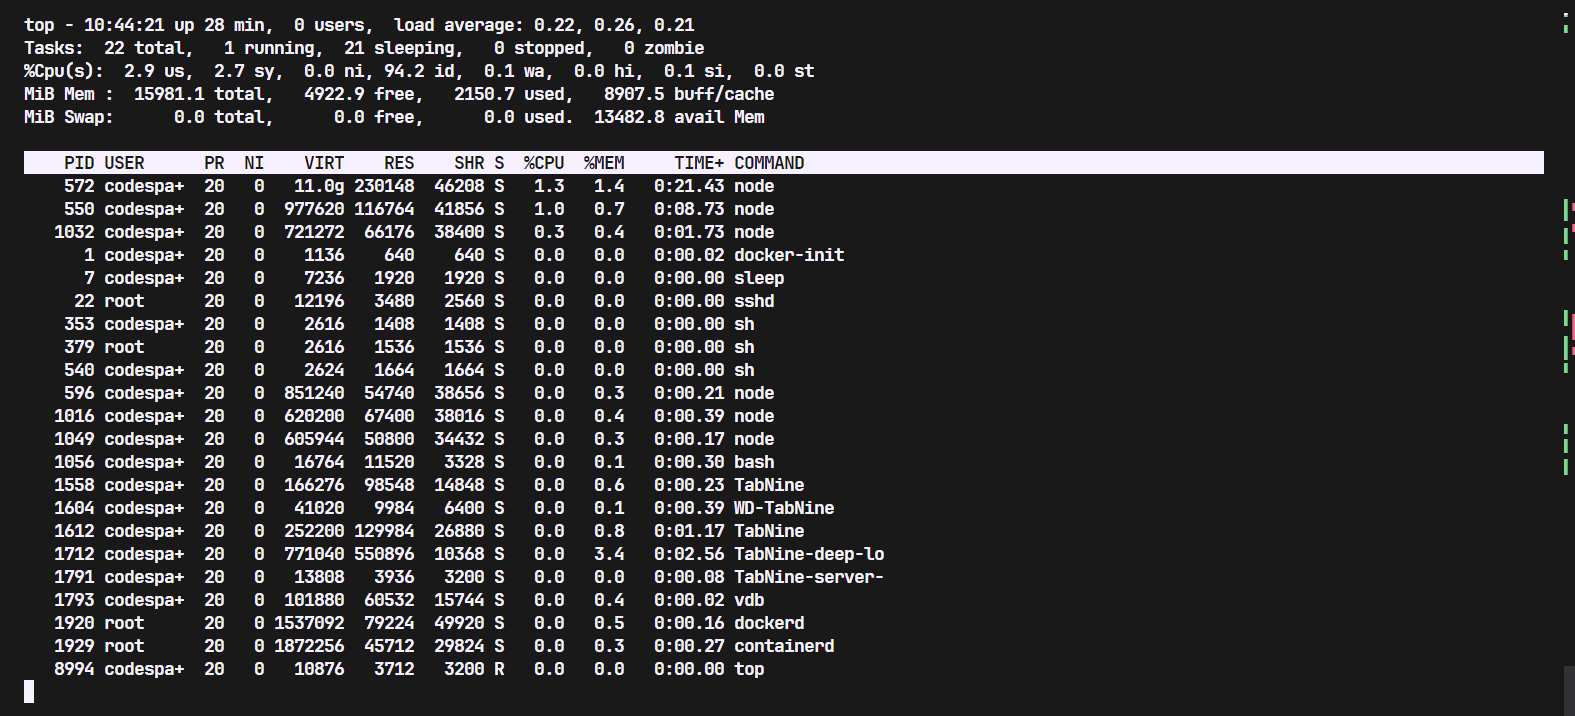 top - 10:44:21 up 28 min,  0 users,  load average: 0.22, 0.26, 0.21
Tasks:  22 total,   1 running,  21 sleeping,   0 stopped,   0 zombie
%Cpu(s):  2.9 us,  2.7 sy,  0.0 ni, 94.2 id,  0.1 wa,  0.0 hi,  0.1 si,  0.0 st
MiB Mem :  15981.1 total,   4922.9 free,   2150.7 used,   8907.5 buff/cache
MiB Swap:      0.0 total,      0.0 free,      0.0 used.  13482.8 avail Mem
    PID USER      PR  NI    VIRT    RES    SHR S  %CPU  %MEM     TIME+ COMMAND
    572 codespa+  20   0   11.0g 230148  46208 S   1.3   1.4   0:21.43 node
    550 codespa+  20   0  977620 116764  41856 S   1.0   0.7   0:08.73 node
   1032 codespa+  20   0  721272  66176  38400 S   0.3   0.4   0:01.73 node
      1 codespa+  20   0    1136    640    640 S   0.0   0.0   0:00.02 docker-init
      7 codespa+  20   0    7236   1920   1920 S   0.0   0.0   0:00.00 sleep
     22 root      20   0   12196   3480   2560 S   0.0   0.0   0:00.00 sshd
    353 codespa+  20   0    2616   1408   1408 S   0.0   0.0   0:00.00 sh
    379 root      20   0    2616   1536   1536 S   0.0   0.0   0:00.00 sh
    540 codespa+  20   0    2624   1664   1664 S   0.0   0.0   0:00.00 sh
    596 codespa+  20   0  851240  54740  38656 S   0.0   0.3   0:00.21 node
   1016 codespa+  20   0  620200  67400  38016 S   0.0   0.4   0:00.39 node
   1049 codespa+  20   0  605944  50800  34432 S   0.0   0.3   0:00.17 node
   1056 codespa+  20   0   16764  11520   3328 S   0.0   0.1   0:00.30 bash
   1558 codespa+  20   0  166276  98548  14848 S   0.0   0.6   0:00.23 TabNine
   1604 codespa+  20   0   41020   9984   6400 S   0.0   0.1   0:00.39 WD-TabNine
   1612 codespa+  20   0  252200 129984  26880 S   0.0   0.8   0:01.17 TabNine
   1712 codespa+  20   0  771040 550896  10368 S   0.0   3.4   0:02.56 TabNine-deep-lo
   1791 codespa+  20   0   13808   3936   3200 S   0.0   0.0   0:00.08 TabNine-server-
   1793 codespa+  20   0  101880  60532  15744 S   0.0   0.4   0:00.02 vdb
   1920 root      20   0 1537092  79224  49920 S   0.0   0.5   0:00.16 dockerd
   1929 root      20   0 1872256  45712  29824 S   0.0   0.3   0:00.27 containerd
   8994 codespa+  20   0   10876   3712   3200 R   0.0   0.0   0:00.00 top